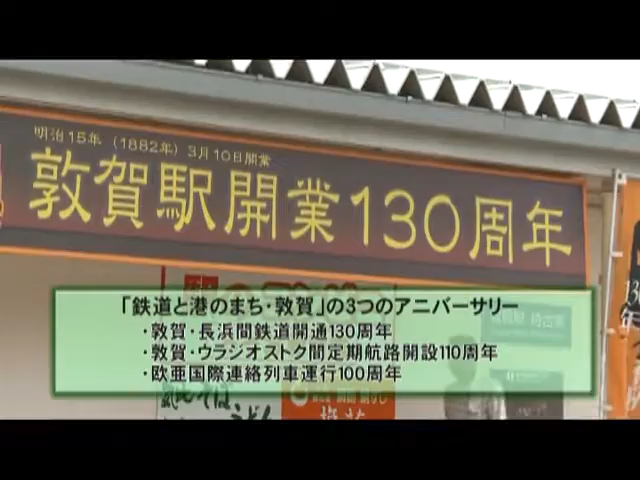 明治15年（1882年）3月10日開業
敦賀駅開業130周年
「鉄道と港のまち・敦賀」の3つのアニバーサリー
・敦賀・長浜間鉄道開通130周年
・敦賀・ウラジオストク間定期航路開設110周年
・欧亜国際連絡列車運行100周年